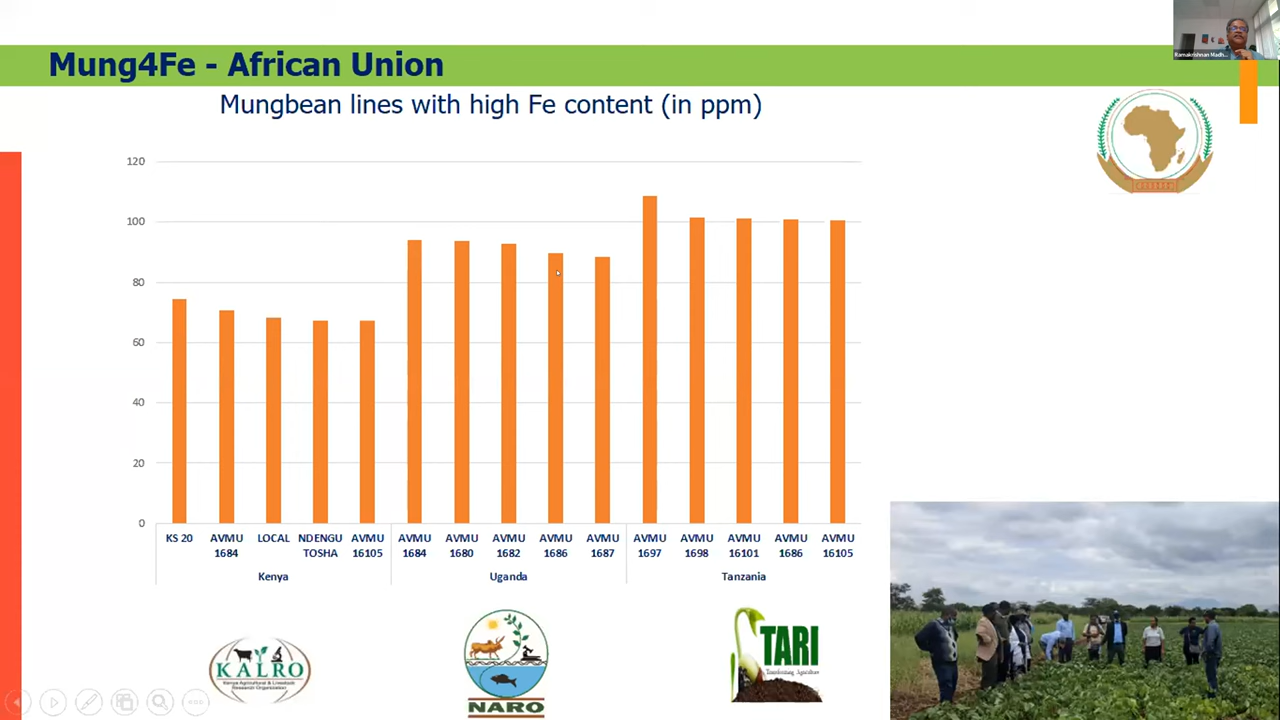 Mung4Fe - African Union
Ramakrishnan Madh...
Mungbean lines with high Fe content (in ppm)
120
100
80
60
40
20
0
KS 20
AVMU 1684
LOCAL
NDENGU TOSHA
AVMU 16105
AVMU 1684
AVMU 1680
AVMU 1682
AVMU 1686
AVMU 1687
AVMU 1697
AVMU 1698
AVMU 16101
AVMU 1686
AVMU 16105
Kenya
Uganda
Tanzania
KALRO
Kenya Agricultural & Livestock
Research Organization
NARO
TARI